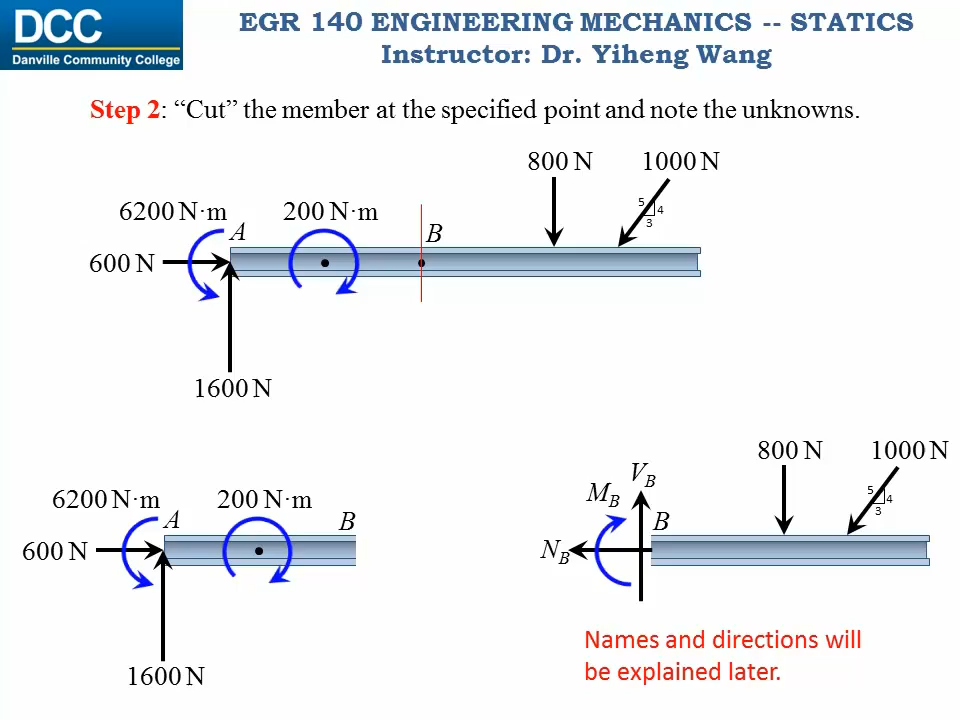 DCC
Danville Community College
EGR 140 ENGINEERING MECHANICS -- STATICS
Instructor: Dr. Yiheng Wang
Step 2: “Cut” the member at the specified point and note the unknowns.
800 N
1000 N
6200 N·m
200 N·m
A
B
5
4
3
600 N
1600 N
800 N
1000 N
V_B
M_B
6200 N·m
200 N·m
A
B
B
5
4
3
600 N
N_B
1600 N
Names and directions will
be explained later.